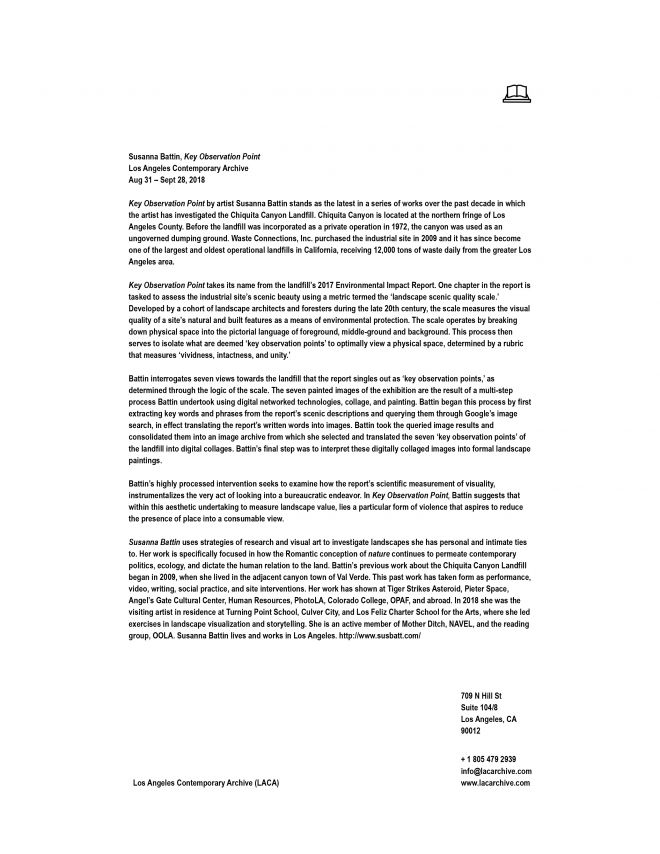 Susanna Battin, Key Observation Point
Los Angeles Contemporary Archive
Aug 31 – Sept 28, 2018
Key Observation Point by artist Susanna Battin stands as the latest in a series of works over the past decade in which
the artist has investigated the Chiquita Canyon Landfill. Chiquita Canyon is located at the northern fringe of Los
Angeles County. Before the landfill was incorporated as a private operation in 1972, the canyon was used as an
ungoverned dumping ground. Waste Connections, Inc. purchased the industrial site in 2009 and it has since become
one of the largest and oldest operational landfills in California, receiving 12,000 tons of waste daily from the greater Los
Angeles area.
Key Observation Point takes its name from the landfill's 2017 Environmental Impact Report. One chapter in the report is
tasked to assess the industrial site's scenic beauty using a metric termed the 'landscape scenic quality scale.'
Developed by a cohort of landscape architects and foresters during the late 20th century, the scale measures the visual
quality of a site's natural and built features as a means of environmental protection. The scale operates by breaking
down physical space into the pictorial language of foreground, middle-ground and background. This process then
serves to isolate what are deemed 'key observation points' to optimally view a physical space, determined by a rubric
that measures 'vividness, intactness, and unity.'
Battin interrogates seven views towards the landfill that the report singles out as 'key observation points,' as
determined through the logic of the scale. The seven painted images of the exhibition are the result of a multi-step
process Battin undertook using digital networked technologies, collage, and painting. Battin began this process by first
extracting key words and phrases from the report's scenic descriptions and querying them through Google's image
search, in effect translating the report's written words into images. Battin took the queried image results and
consolidated them into an image archive from which she selected and translated the seven 'key observation points' of
the landfill into digital collages. Battin's final step was to interpret these digitally collaged images into formal landscape
paintings.
Battin's highly processed intervention seeks to examine how the report's scientific measurement of visuality,
instrumentalizes the very act of looking into a bureaucratic endeavor. In Key Observation Point, Battin suggests that
within this aesthetic undertaking to measure landscape value, lies a particular form of violence that aspires to reduce
the presence of place into a consumable view.
Susanna Battin uses strategies of research and visual art to investigate landscapes she has personal and intimate ties
to. Her work is specifically focused in how the Romantic conception of nature continues to permeate contemporary
politics, ecology, and dictate the human relation to the land. Battin's previous work about the Chiquita Canyon Landfill
began in 2009, when she lived in the adjacent canyon town of Val Verde. This past work has taken form as performance,
video, writing, social practice, and site interventions. Her work has shown at Tiger Strikes Asteroid, Pieter Space,
Angel's Gate Cultural Center, Human Resources, PhotoLA, Colorado College, OPAF, and abroad. In 2018 she was the
visiting artist in residence at Turning Point School, Culver City, and Los Feliz Charter School for the Arts, where she led
exercises in landscape visualization and storytelling. She is an active member of Mother Ditch, NAVEL, and the reading
group, OOLA. Susanna Battin lives and works in Los Angeles. http://www.susbatt.com/
709 N Hill St
Suite 104/8
Los Angeles, CA
90012
+ 1 805 479 2939
info@lacarchive.com
Los Angeles Contemporary Archive (LACA)
www.lacarchive.com